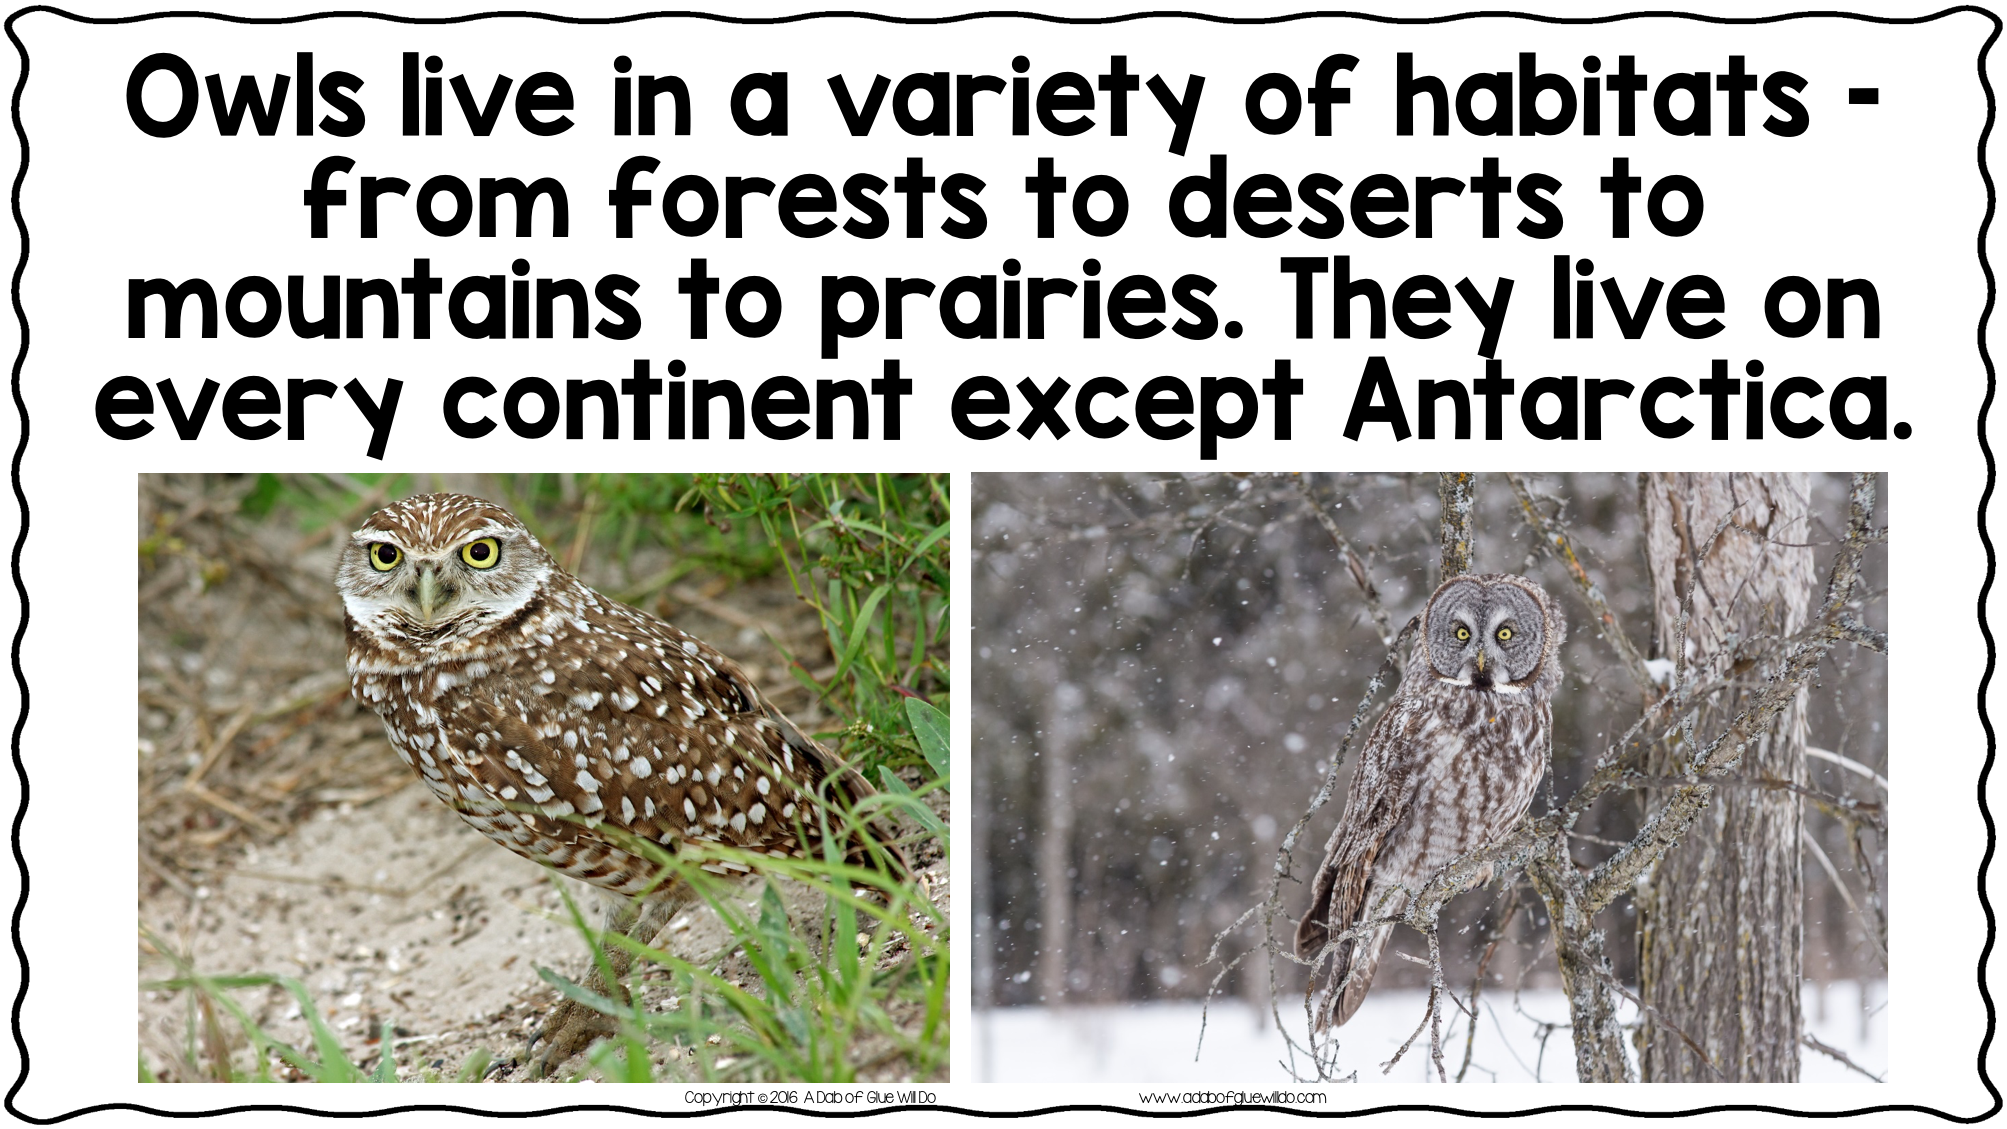 Owls live in a variety of habitats -
from forests to deserts to
mountains to prairies. They live on
every continent except Antarctica.
Copyright © 2016 A Dab of Glue Will Do
www.adabofgluewilldo.com